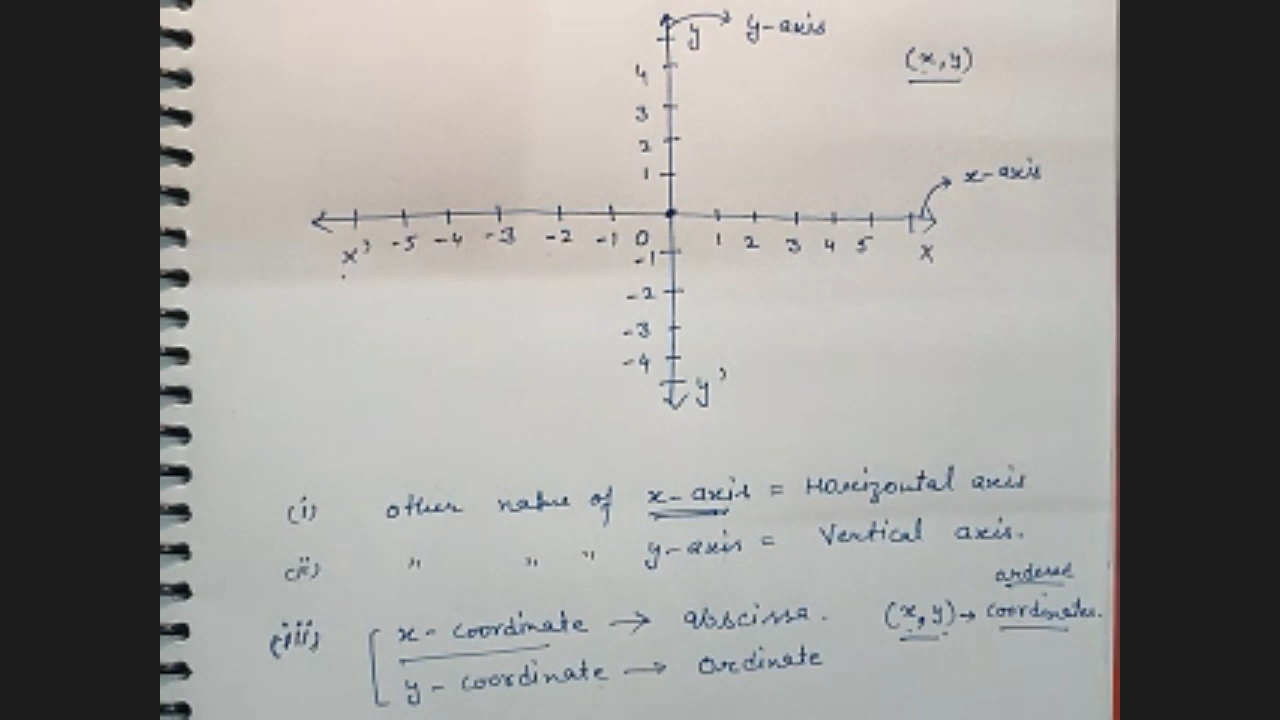 y y-axis
(x,y)
4
3
2
1
x-axis
x' -5 -4 -3 -2 -1 0 1 2 3 4 5 x
-1
-2
-3
-4
y'
(i) other name of x-axis = Horizontal axis
(ii) " " " y-axis = Vertical axis.
(iii) x-coordinate → abscissa.
y-coordinate → ordinate
ordered
(x,y) → coordinates.